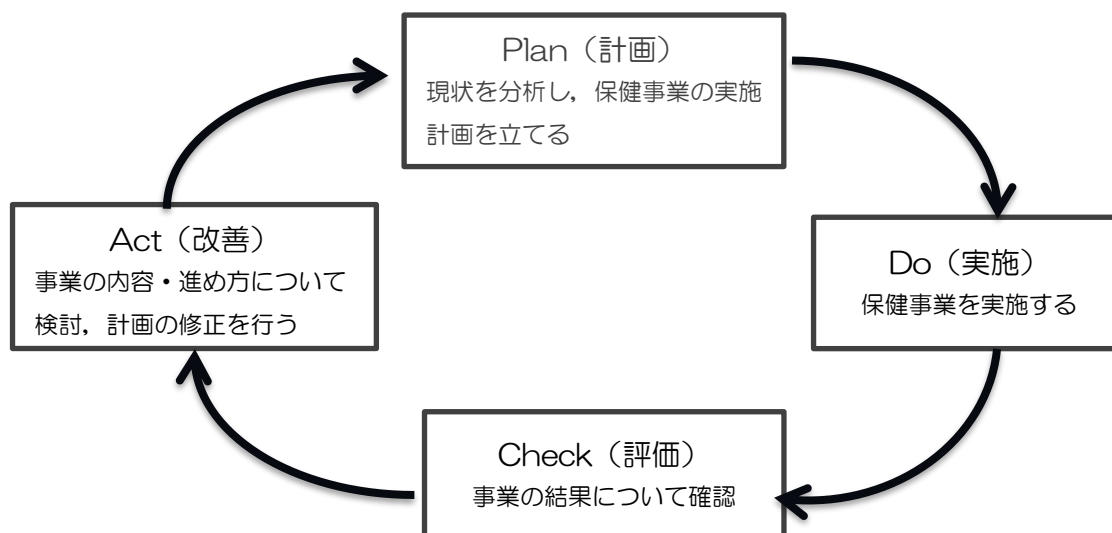 Plan（計画）
現状を分析し，保健事業の実施
計画を立てる
Act（改善）
事業の内容・進め方について
検討，計画の修正を行う
Do（実施）
保健事業を実施する
Check（評価）
事業の結果について確認